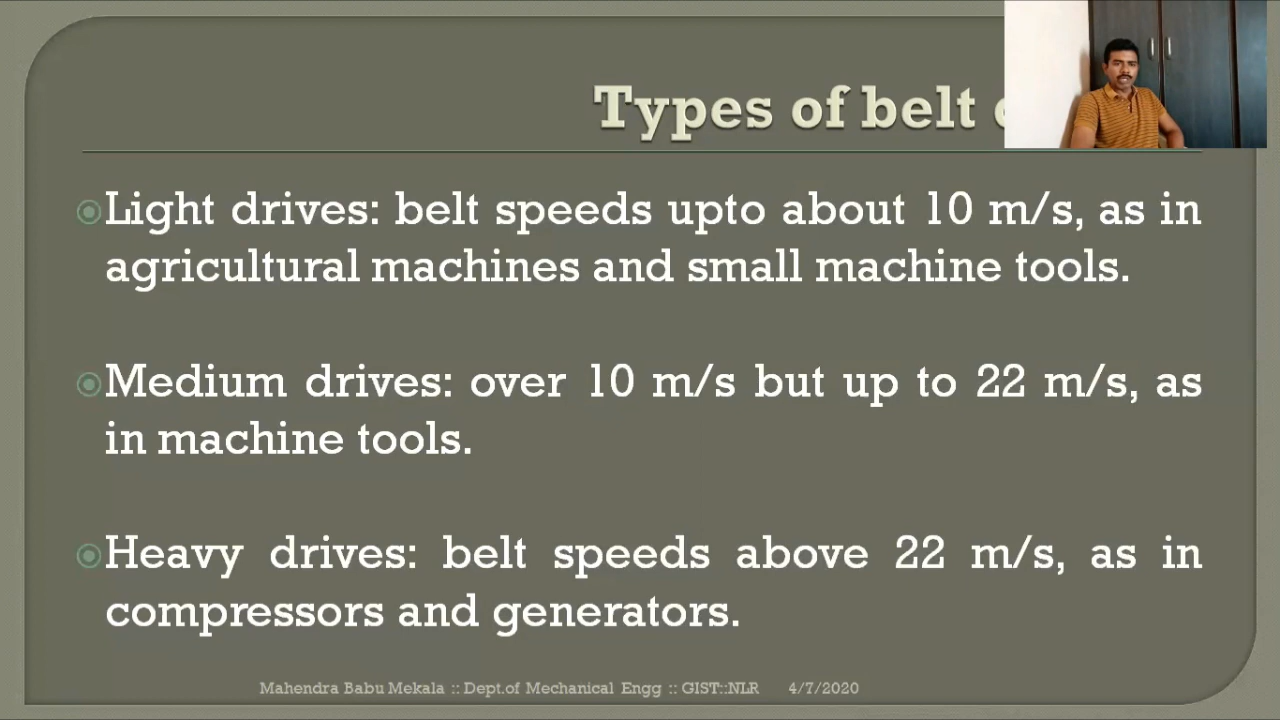 Types of belt
Light drives: belt speeds upto about 10 m/s, as in
agricultural machines and small machine tools.
Medium drives: over 10 m/s but up to 22 m/s, as
in machine tools.
Heavy drives: belt speeds above 22 m/s, as in
compressors and generators.
Mahendra Babu Mekala :: Dept.of Mechanical Engg :: GIST::NLR 4/7/2020